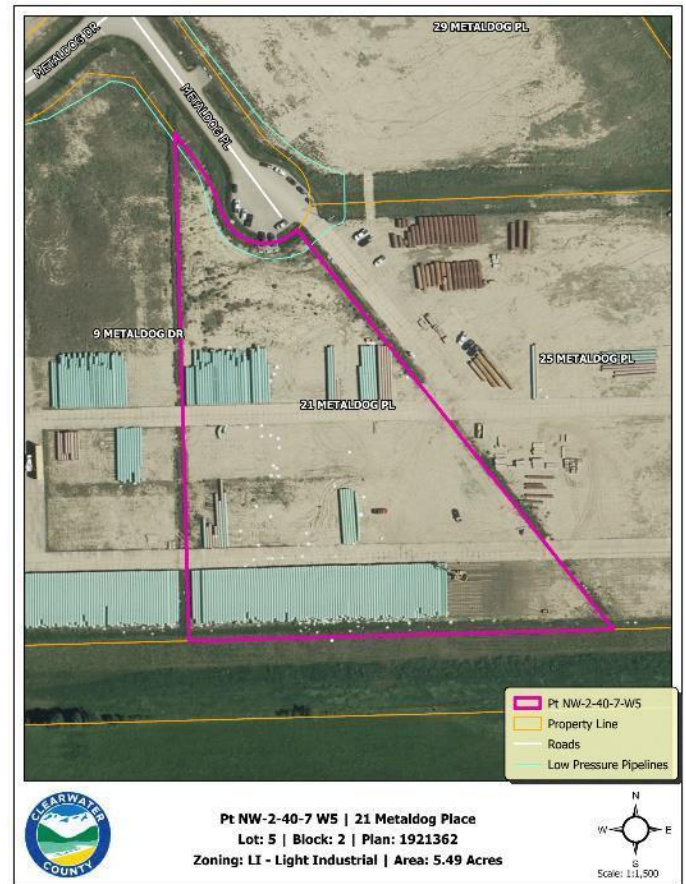 29 METALDOG PL
METALDOG DR
METALDOG PL
9 METALDOG DR
25 METALDOG PL
21 METALDOG PL
Pt NW-2-40-7-W5
Property Line
Roads
Low Pressure Pipelines
CLEARWATER
COUNTY
Pt NW-2-40-7 W5 | 21 Metaldog Place
Lot: 5 | Block: 2 | Plan: 1921362
Zoning: LI - Light Industrial | Area: 5.49 Acres
N
W
E
S
Scale: 1:1,500